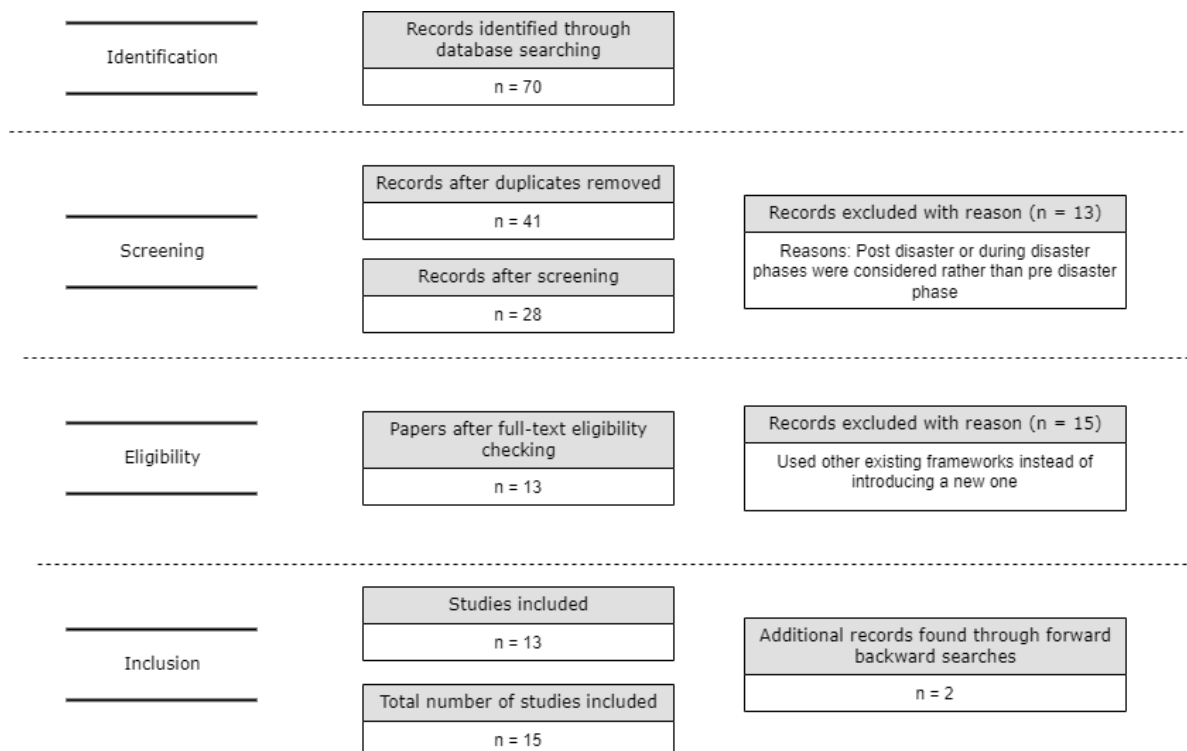 Identification
Records identified through
database searching
n = 70
Screening
Records after duplicates removed
n = 41
Records after screening
n = 28
Records excluded with reason (n = 13)
Reasons: Post disaster or during disaster
phases were considered rather than pre disaster
phase
Eligibility
Papers after full-text eligibility
checking
n = 13
Records excluded with reason (n = 15)
Used other existing frameworks instead of
introducing a new one
Inclusion
Studies included
n = 13
Total number of studies included
n = 15
Additional records found through forward
backward searches
n = 2